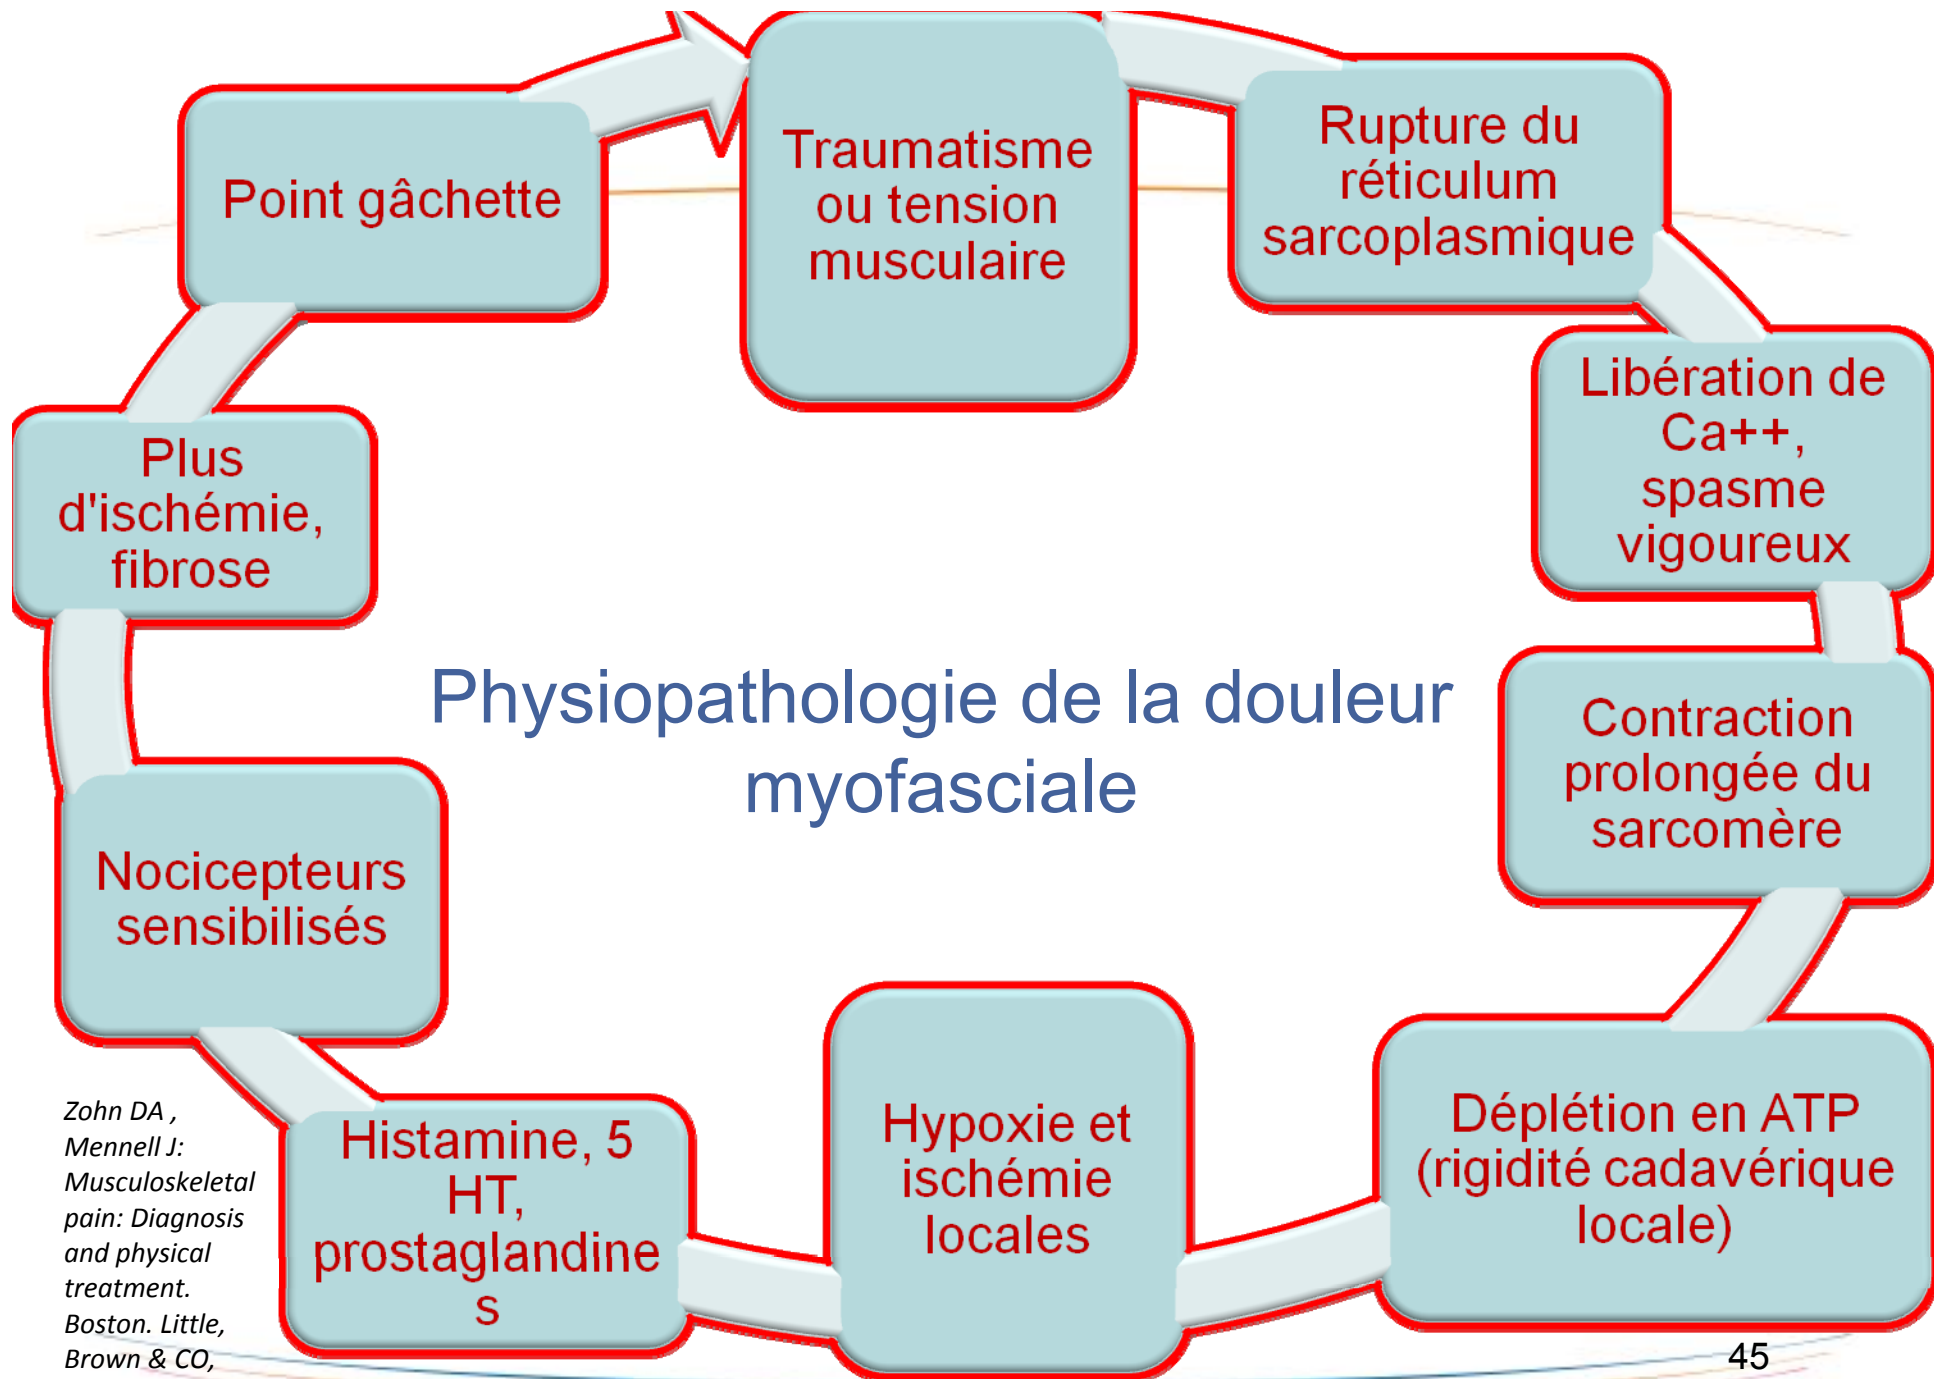 Traumatisme
ou tension
musculaire
Rupture du
réticulum
sarcoplasmique
Libération de
Ca++,
spasme
vigoureux
Contraction
prolongée du
sarcomère
Déplétion en ATP
(rigidité cadavérique
locale)
Hypoxie et
ischémie
locales
Histamine, 5
HT,
prostaglandine
s
Nocicepteurs
sensibilisés
Plus
d'ischémie,
fibrose
Point gâchette
Physiopathologie de la douleur
myofasciale
Zohn DA ,
Mennell J:
Musculoskeletal
pain: Diagnosis
and physical
treatment.
Boston. Little,
Brown & CO,
45